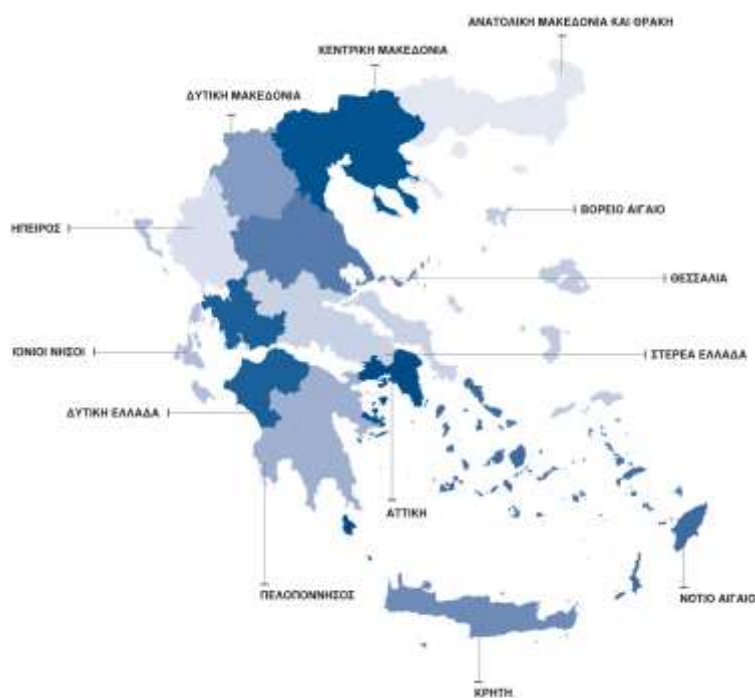 ΑΝΑΤΟΛΙΚΗ ΜΑΚΕΔΟΝΙΑ ΚΑΙ ΘΡΑΚΗ
ΚΕΝΤΡΙΚΗ ΜΑΚΕΔΟΝΙΑ
ΔΥΤΙΚΗ ΜΑΚΕΔΟΝΙΑ
ΒΟΡΕΙΟ ΑΙΓΑΙΟ
ΗΠΕΙΡΟΣ
ΘΕΣΣΑΛΙΑ
ΙΟΝΙΟΙ ΝΗΣΟΙ
ΣΤΕΡΕΑ ΕΛΛΑΔΑ
ΔΥΤΙΚΗ ΕΛΛΑΔΑ
ΑΤΤΙΚΗ
ΠΕΛΟΠΟΝΝΗΣΟΣ
ΝΟΤΙΟ ΑΙΓΑΙΟ
ΚΡΗΤΗ